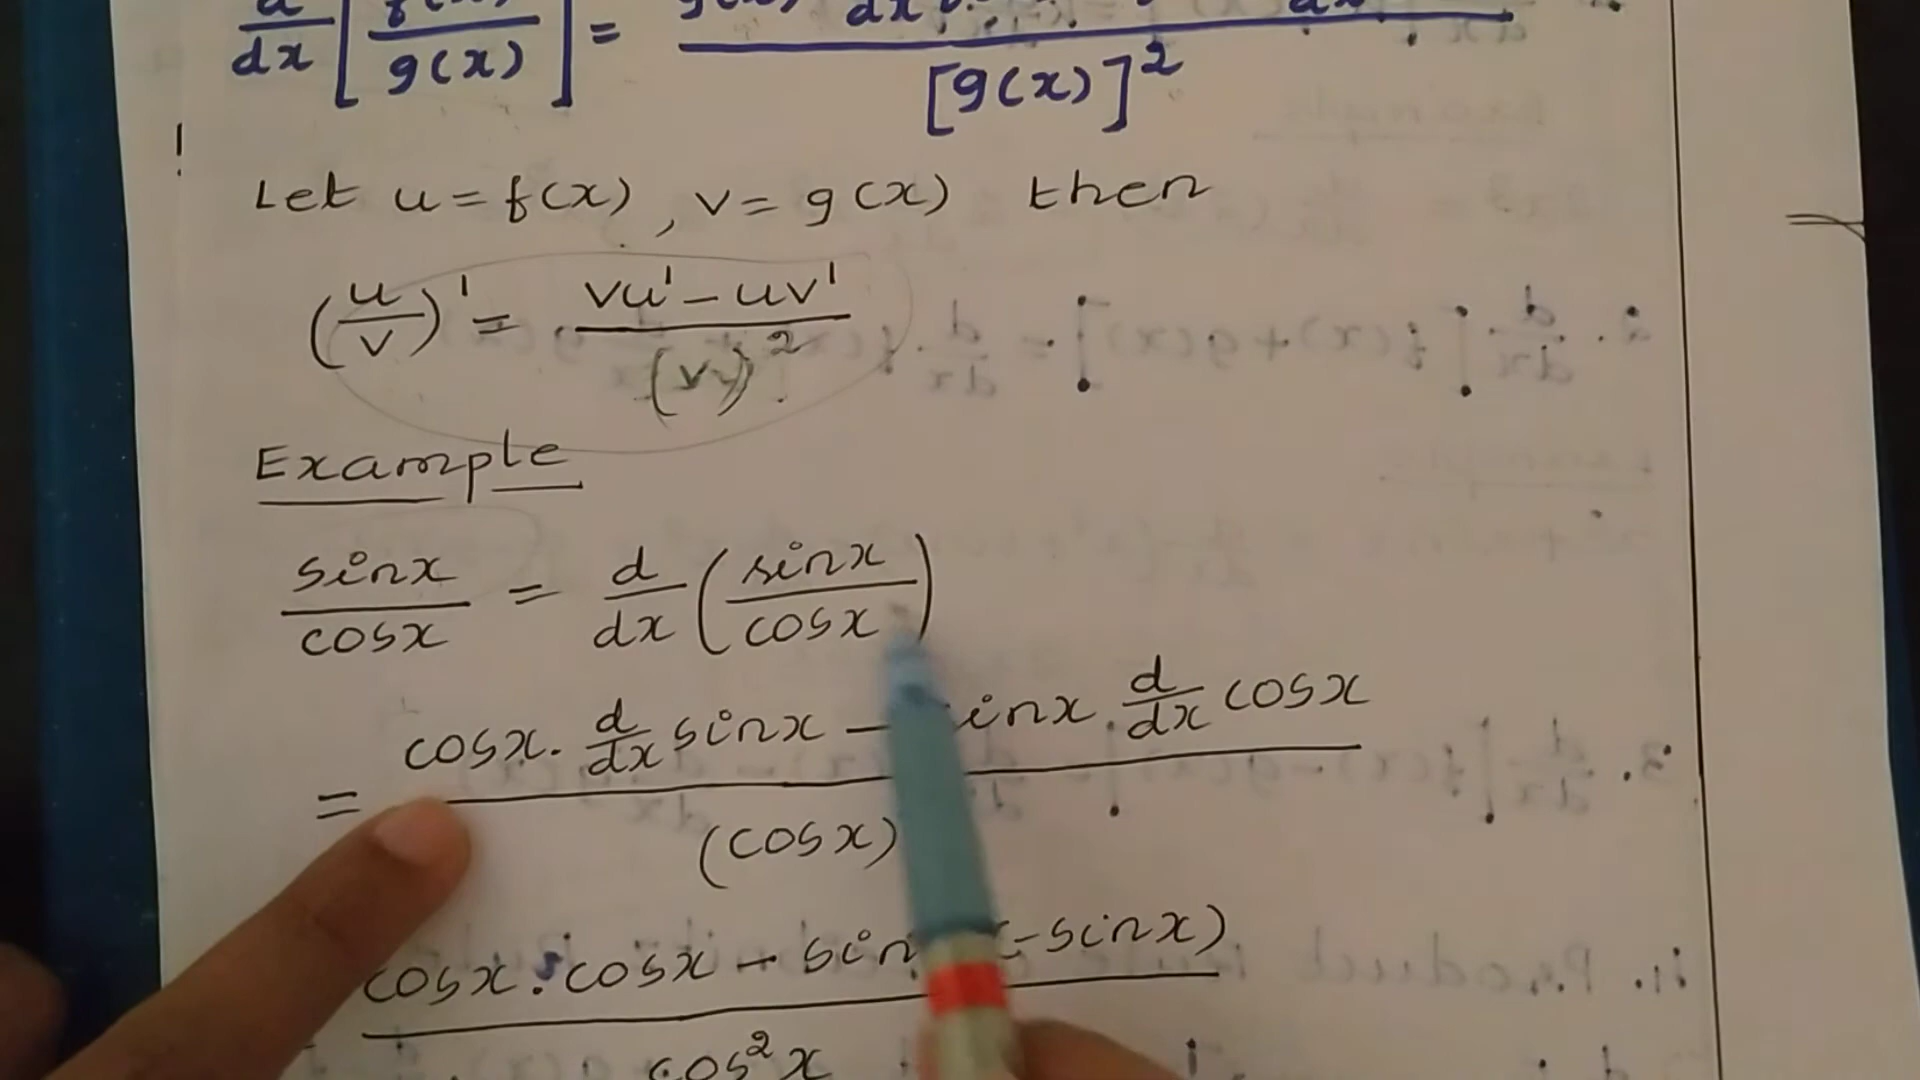 d/dx [f(x)/g(x)] = / [g(x)]²
Let u = f(x), v = g(x) then
(u/v)' = (vu' - uv')/(v)²
Example
sinx/cosx = d/dx (sinx/cosx)
= (cosx. d/dx sinx - inx. d/dx cosx)/(cosx)
cosx. cosx - sin (-sinx) / cos²x